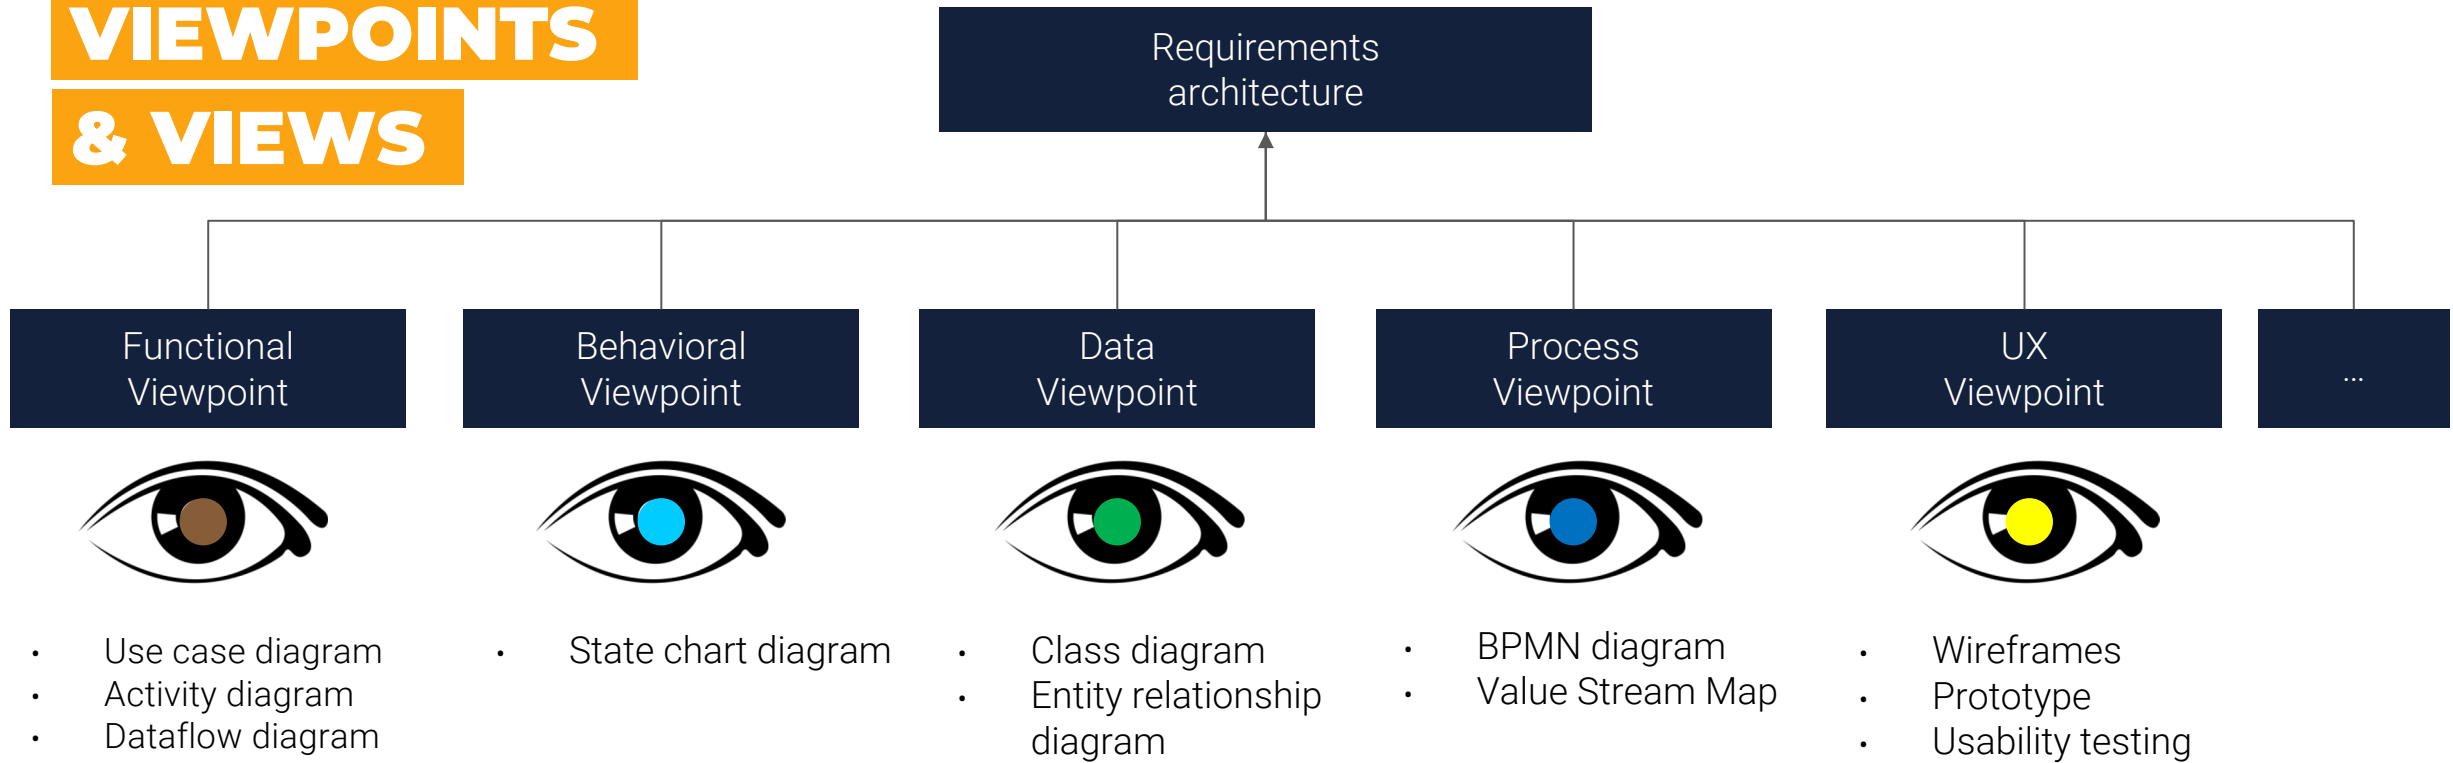 VIEWPOINTS
& VIEWS
Requirements
architecture
Functional
Viewpoint
Behavioral
Viewpoint
Data
Viewpoint
Process
Viewpoint
UX
Viewpoint
...
• Use case diagram
• Activity diagram
• Dataflow diagram
• State chart diagram
• Class diagram
• Entity relationship
diagram
• BPMN diagram
• Value Stream Map
• Wireframes
• Prototype
• Usability testing